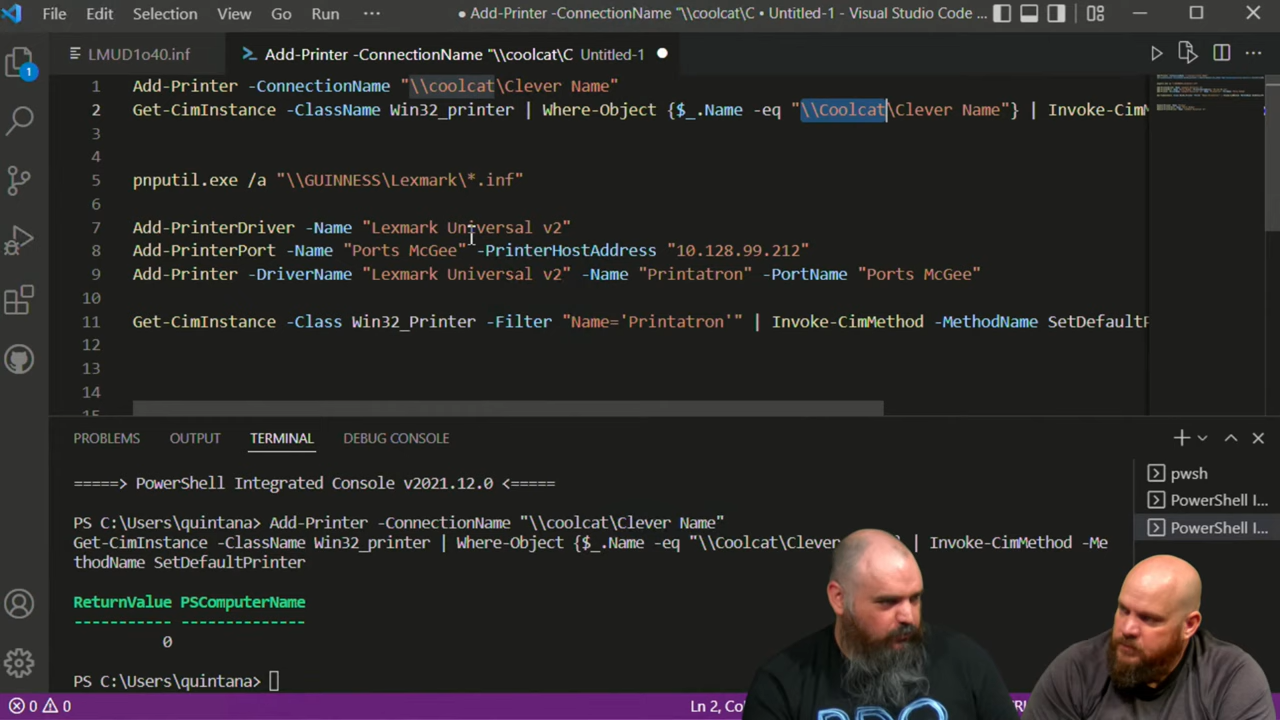 File Edit Selection View Go Run ··· ● Add-Printer -ConnectionName "\\coolcat\C • Untitled-1 - Visual Studio Code ...
LMUD1o40.inf Add-Printer -ConnectionName "\\coolcat\C Untitled-1 ●
1
1 Add-Printer -ConnectionName "\\coolcat\Clever Name"
2 Get-CimInstance -ClassName Win32_printer | Where-Object {$_.Name -eq "\\Coolcat\Clever Name"} | Invoke-CimM
3
4
5 pnputil.exe /a "\\GUINNESS\Lexmark\*.inf"
6
7 Add-PrinterDriver -Name "Lexmark Universal v2"
8 Add-PrinterPort -Name "Ports McGee" -PrinterHostAddress "10.128.99.212"
9 Add-Printer -DriverName "Lexmark Universal v2" -Name "Printatron" -PortName "Ports McGee"
10
11 Get-CimInstance -Class Win32_Printer -Filter "Name='Printatron'" | Invoke-CimMethod -MethodName SetDefaultP
12
13
14
15
PROBLEMS OUTPUT TERMINAL DEBUG CONSOLE
=====> PowerShell Integrated Console v2021.12.0 <=====
PS C:\Users\quintana> Add-Printer -ConnectionName "\\coolcat\Clever Name"
Get-CimInstance -ClassName Win32_printer | Where-Object {$_.Name -eq "\\Coolcat\Clever } | Invoke-CimMethod -Me
thodName SetDefaultPrinter
ReturnValue PSComputerName
----------- --------------
0
PS C:\Users\quintana>
pwsh
PowerShell I...
PowerShell I...
0 0 Ln 2, Co